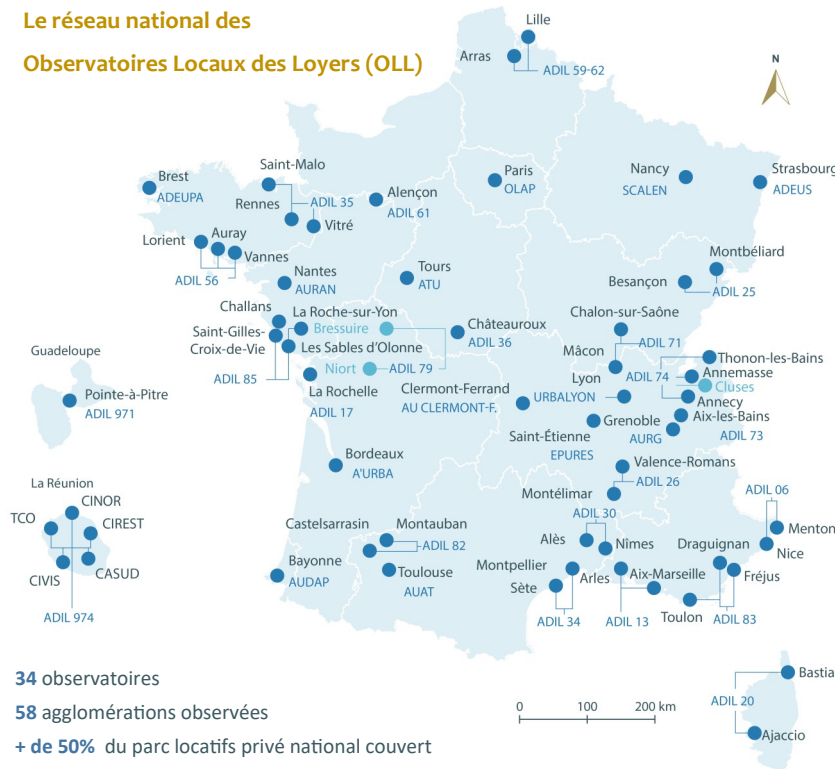 Le réseau national des
Observatoires Locaux des Loyers (OLL)
Lille
Arras
ADIL 59-62
N
Saint-Malo
Brest
ADEUPA
Rennes
ADIL 35
Vitré
Alençon
ADIL 61
Paris
OLAP
Nancy
SCALEN
Strasbourg
ADEUS
Lorient
Auray
Vannes
ADIL 56
Nantes
AURAN
Tours
ATU
Montbéliard
Besançon
ADIL 25
Challans
La Roche-sur-Yon
Bressuire
Saint-Gilles-
Croix-de-Vie
Les Sables d'Olonne
Niort
ADIL 79
ADIL 85
La Rochelle
ADIL 17
Châteauroux
ADIL 36
Chalon-sur-Saône
ADIL 71
Mâcon
Thonon-les-Bains
Annemasse
Cluses
ADIL 74
Annecy
Lyon
URBALYON
Clermont-Ferrand
AU CLERMONT-F.
Aix-les-Bains
ADIL 73
Grenoble
AURG
Saint-Étienne
EPURES
Guadeloupe
Pointe-à-Pitre
ADIL 971
Bordeaux
A'URBA
Valence-Romans
ADIL 26
Montélimar
La Réunion
CINOR
TCO
CIREST
CIVIS
CASUD
ADIL 974
Castelsarrasin
Montauban
ADIL 82
Bayonne
AUDAP
Toulouse
AUAT
ADIL 30
Alès
Nîmes
Montpellier
Sète
ADIL 34
Arles
Aix-Marseille
ADIL 13
ADIL 06
Menton
Nice
Draguignan
Fréjus
Toulon
ADIL 83
Bastia
ADIL 20
Ajaccio
34 observatoires
58 agglomérations observées
+ de 50% du parc locatifs privé national couvert
0 100 200 km